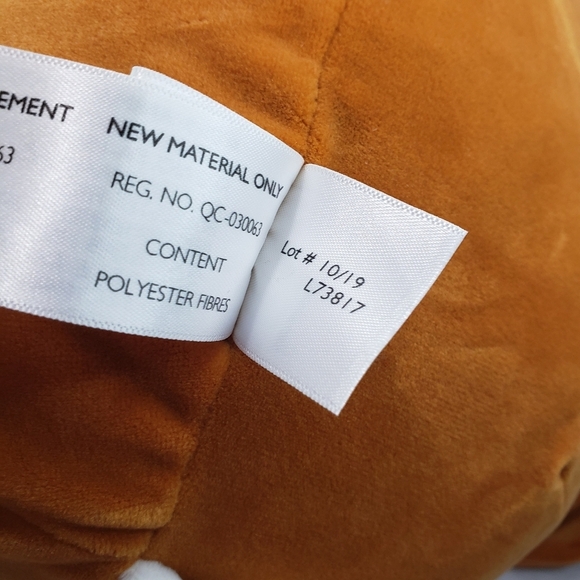 EMENT
63
NEW MATERIAL ONLY
REG. NO. QC-030063
CONTENT
POLYESTER FIBRES
Lot # 10/19
L73817